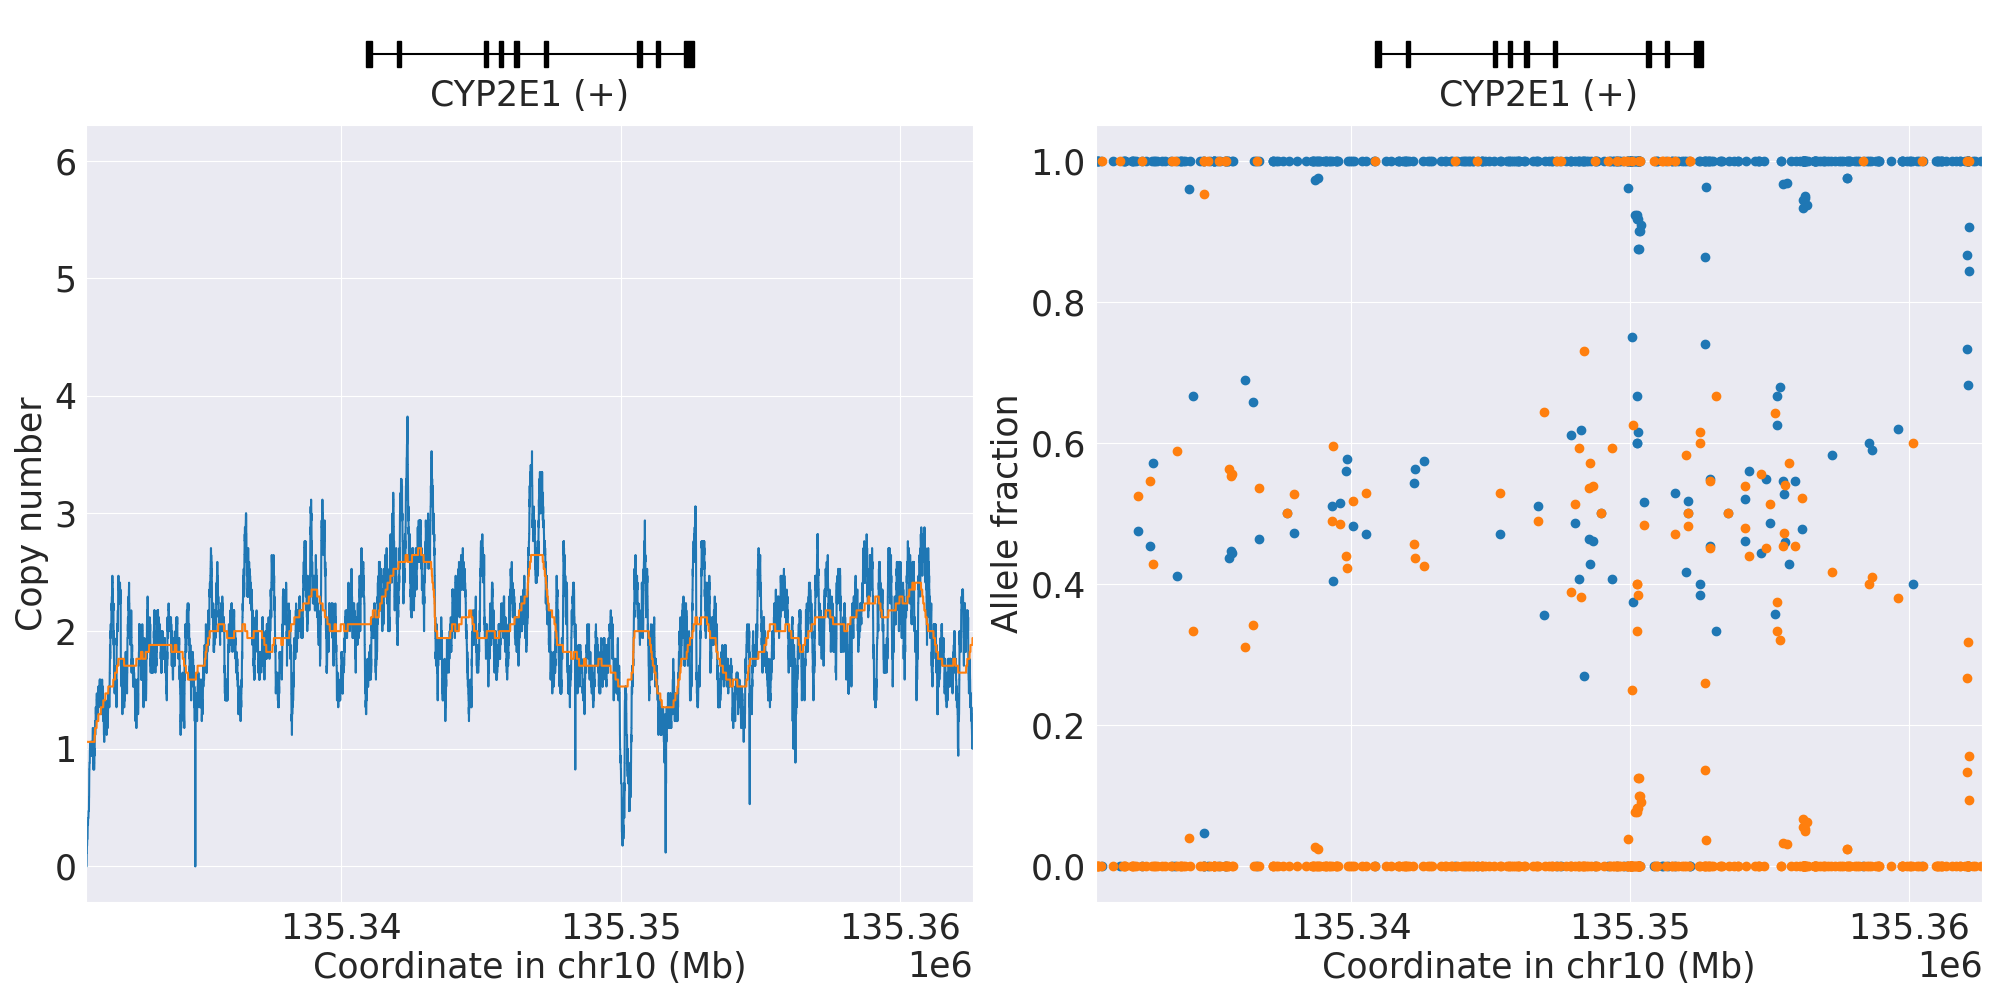 CYP2E1 (+)
CYP2E1 (+)
Copy number
6
5
4
3
2
1
0
135.34
135.35
135.36
Coordinate in chr10 (Mb)
1e6
Allele fraction
1.0
0.8
0.6
0.4
0.2
0.0
135.34
135.35
135.36
Coordinate in chr10 (Mb)
1e6